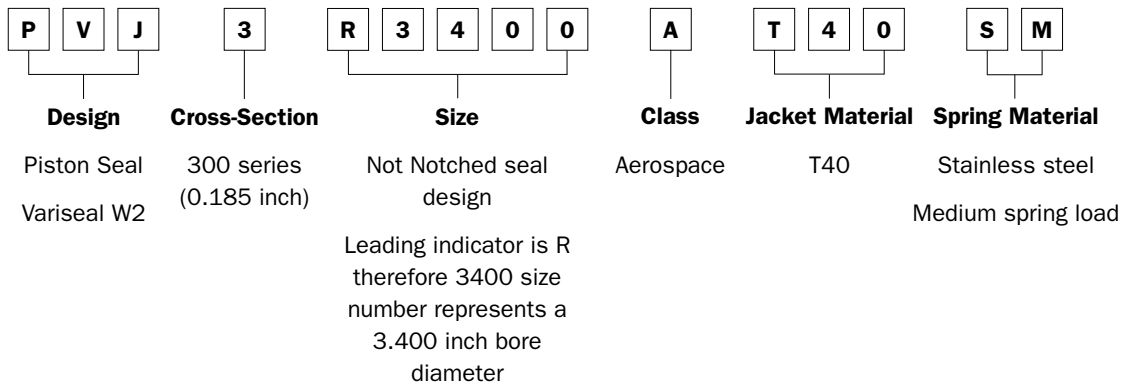 P V J 3 R 3 4 0 0 A T 4 0 S M
Design Cross-Section Size Class Jacket Material Spring Material
Piston Seal
Variseal W2
300 series
(0.185 inch)
Not Notched seal
design
Leading indicator is R
therefore 3400 size
number represents a
3.400 inch bore
diameter
Aerospace
T40
Stainless steel
Medium spring load